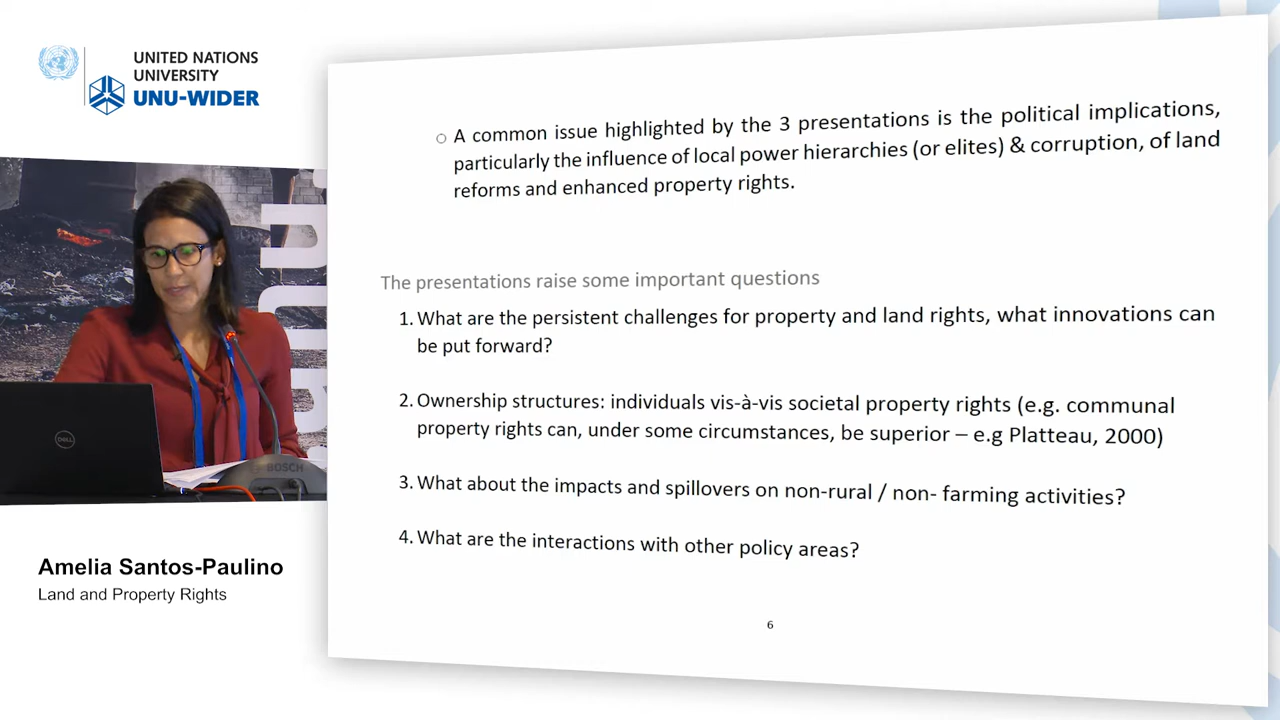 UNITED NATIONS
UNIVERSITY
UNU-WIDER
○ A common issue highlighted by the 3 presentations is the political implications,
particularly the influence of local power hierarchies (or elites) & corruption, of land
reforms and enhanced property rights.
The presentations raise some important questions
1. What are the persistent challenges for property and land rights, what innovations can
be put forward?
2. Ownership structures: individuals vis-à-vis societal property rights (e.g. communal
property rights can, under some circumstances, be superior – e.g Platteau, 2000)
3. What about the impacts and spillovers on non-rural / non- farming activities?
4. What are the interactions with other policy areas?
6
DELL
BOSCH
Amelia Santos-Paulino
Land and Property Rights